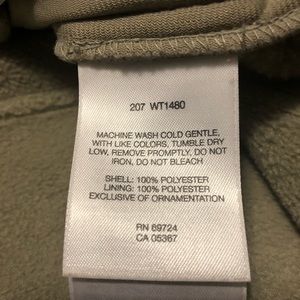 207 WT1480
MACHINE WASH COLD GENTLE,
WITH LIKE COLORS, TUMBLE DRY
LOW, REMOVE PROMPTLY, DO NOT
IRON, DO NOT BLEACH
SHELL: 100% POLYESTER
LINING: 100% POLYESTER
EXCLUSIVE OF ORNAMENTATION
RN 69724
CA 05367